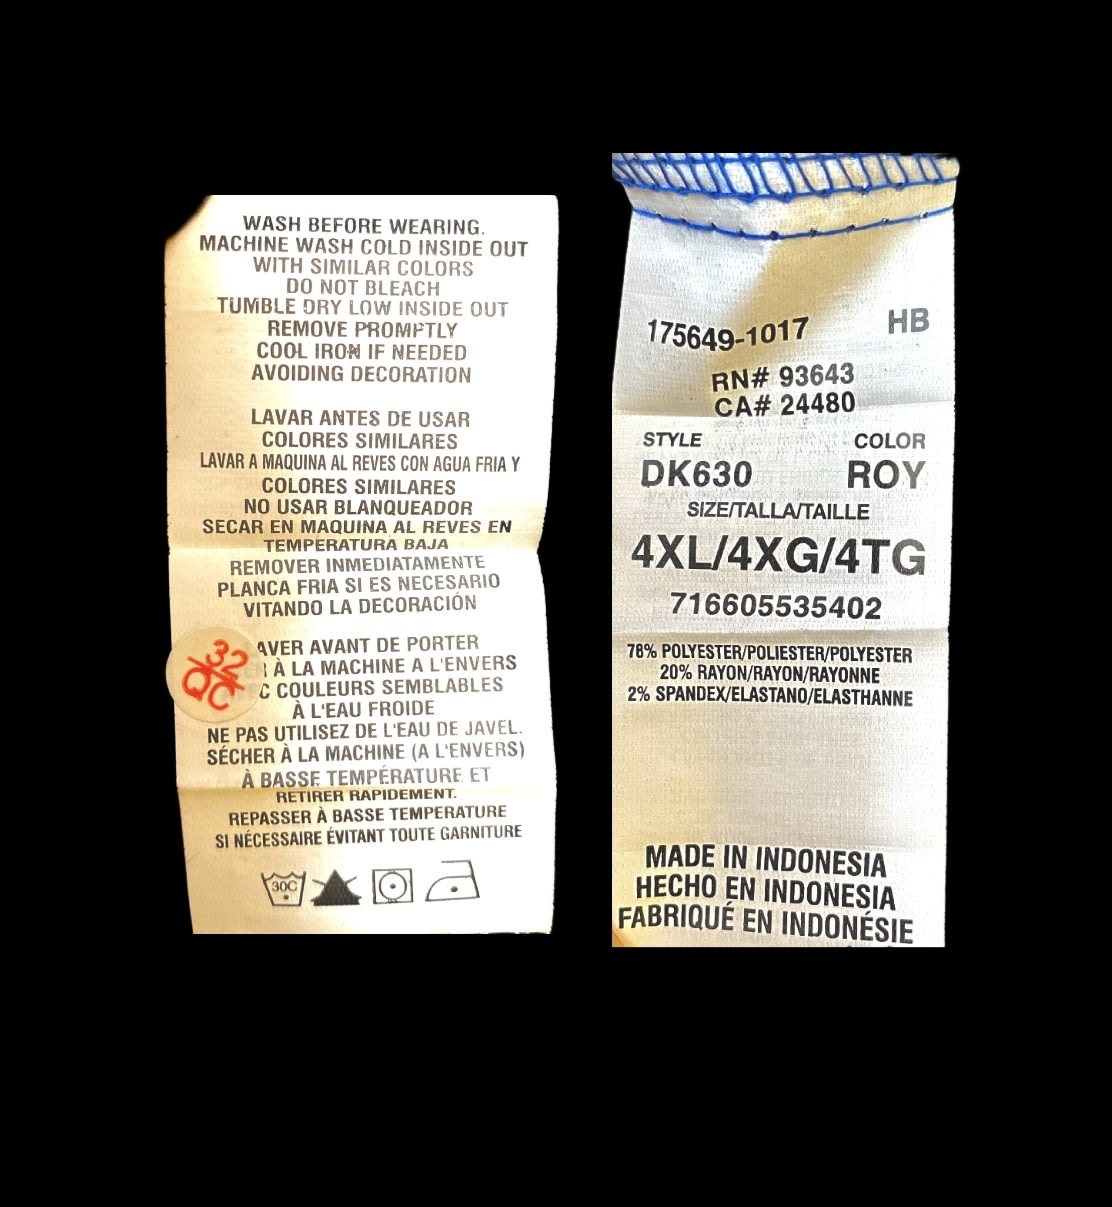 WASH BEFORE WEARING.
MACHINE WASH COLD INSIDE OUT
WITH SIMILAR COLORS
DO NOT BLEACH
TUMBLE DRY LOW INSIDE OUT
REMOVE PROMPTLY
COOL IRON IF NEEDED
AVOIDING DECORATION
LAVAR ANTES DE USAR
COLORES SIMILARES
LAVAR A MAQUINA AL REVES CON AGUA FRIA Y
COLORES SIMILARES
NO USAR BLANQUEADOR
SECAR EN MAQUINA AL REVES EN
TEMPERATURA BAJA
REMOVER INMEDIATAMENTE
PLANCA FRIA SI ES NECESARIO
VITANDO LA DECORACIÓN
AVER AVANT DE PORTER
À LA MACHINE A L'ENVERS
C COULEURS SEMBLABLES
À L'EAU FROIDE
NE PAS UTILISEZ DE L'EAU DE JAVEL.
SÉCHER À LA MACHINE (A L'ENVERS)
À BASSE TEMPÉRATURE ET
RETIRER RAPIDEMENT.
REPASSER À BASSE TEMPERATURE
SI NÉCESSAIRE ÉVITANT TOUTE GARNITURE
32
QC
30C
175649-1017 HB
RN# 93643
CA# 24480
STYLE COLOR
DK630 ROY
SIZE/TALLA/TAILLE
4XL/4XG/4TG
716605535402
78% POLYESTER/POLIESTER/POLYESTER
20% RAYON/RAYON/RAYONNE
2% SPANDEX/ELASTANO/ELASTHANNE
MADE IN INDONESIA
HECHO EN INDONESIA
FABRIQUÉ EN INDONÉSIE